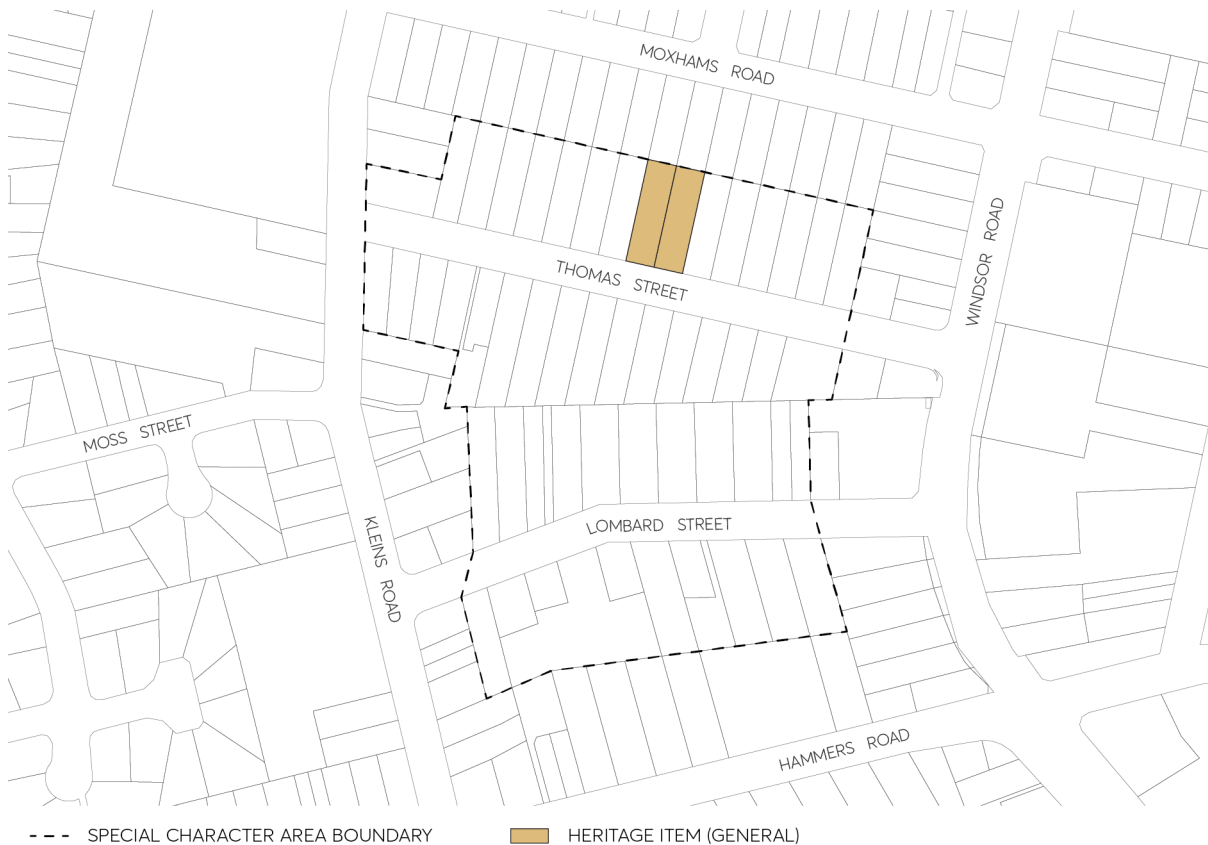 MOXHAMS ROAD
WINDSOR ROAD
THOMAS STREET
MOSS STREET
KLEINS ROAD
LOMBARD STREET
HAMMERS ROAD
SPECIAL CHARACTER AREA BOUNDARY
HERITAGE ITEM (GENERAL)